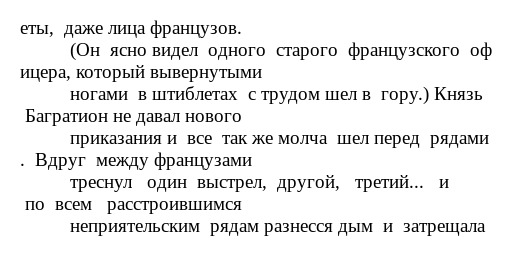 еты, даже лица французов.
(Он ясно видел одного старого французского оф
ицера, который вывернутыми
ногами в штиблетах с трудом шел в гору.) Князь
Багратион не давал нового
приказания и все так же молча шел перед рядами
. Вдруг между французами
треснул один выстрел, другой, третий... и
по всем расстроившимся
неприятельским рядам разнесся дым и затрещала